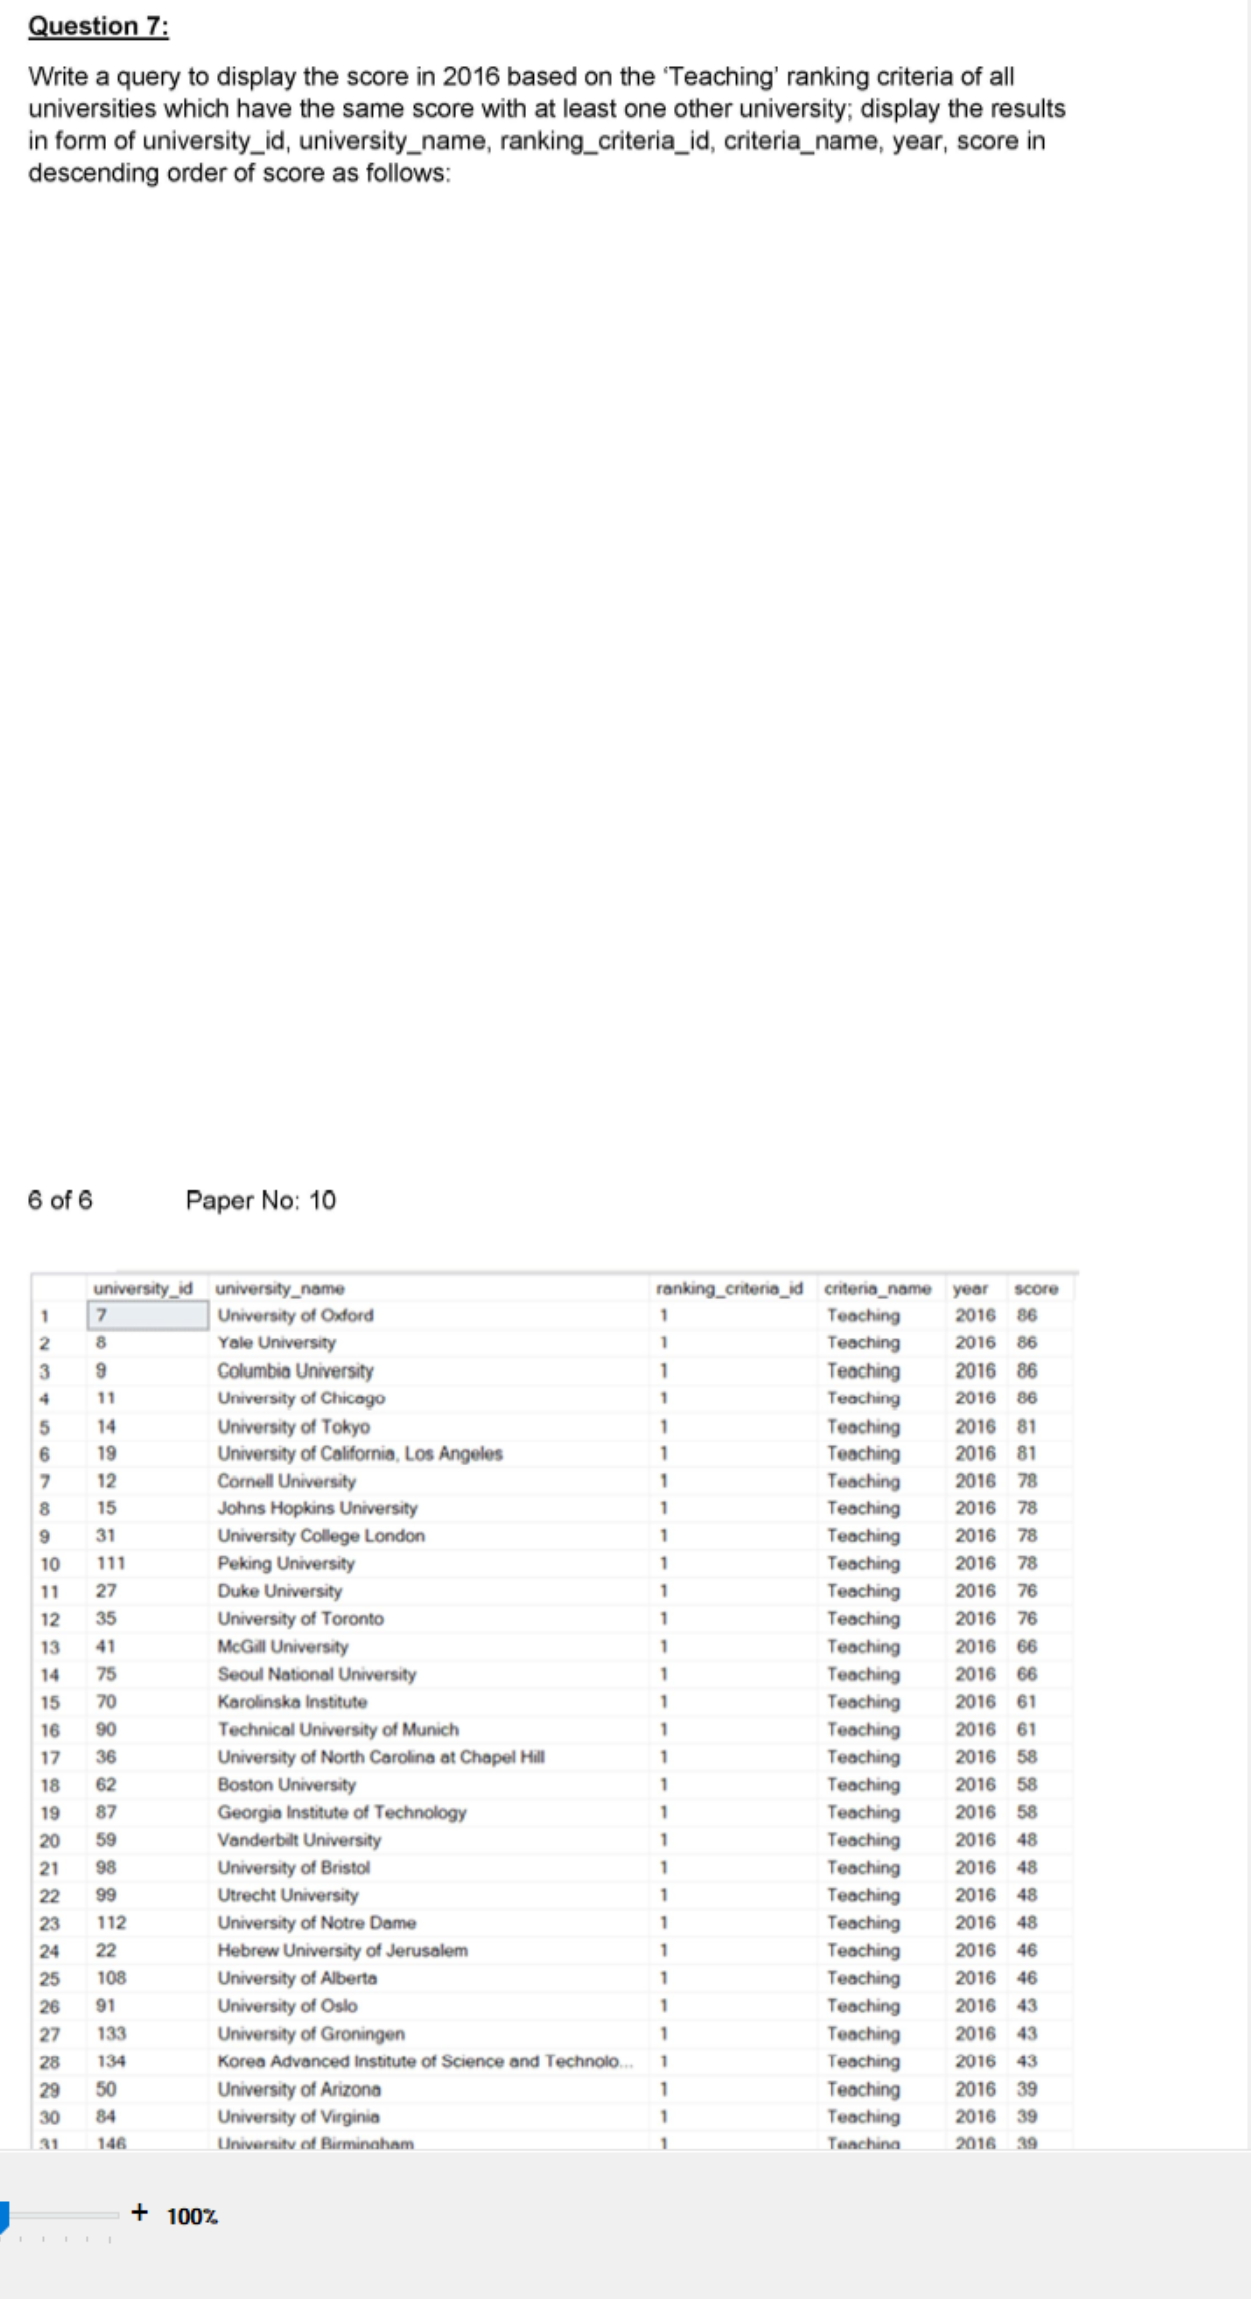 Question 7:
Write a query to display the score in 2016 based on the ‘Teaching’ ranking criteria of all
universities which have the same score with at least one other university; display the results
in form of university_id, university_name, ranking_criteria_id, criteria_name, year, score in
descending order of score as follows:
6 of 6 Paper No: 10
university_id university_name ranking_criteria_id criteria_name year score
1 7 University of Oxford 1 Teaching 2016 86
2 8 Yale University 1 Teaching 2016 86
3 9 Columbia University 1 Teaching 2016 86
4 11 University of Chicago 1 Teaching 2016 86
5 14 University of Tokyo 1 Teaching 2016 81
6 19 University of California, Los Angeles 1 Teaching 2016 81
7 12 Cornell University 1 Teaching 2016 78
8 15 Johns Hopkins University 1 Teaching 2016 78
9 31 University College London 1 Teaching 2016 78
10 111 Peking University 1 Teaching 2016 78
11 27 Duke University 1 Teaching 2016 76
12 35 University of Toronto 1 Teaching 2016 76
13 41 McGill University 1 Teaching 2016 66
14 75 Seoul National University 1 Teaching 2016 66
15 70 Karolinska Institute 1 Teaching 2016 61
16 90 Technical University of Munich 1 Teaching 2016 61
17 36 University of North Carolina at Chapel Hill 1 Teaching 2016 58
18 62 Boston University 1 Teaching 2016 58
19 87 Georgia Institute of Technology 1 Teaching 2016 58
20 59 Vanderbilt University 1 Teaching 2016 48
21 98 University of Bristol 1 Teaching 2016 48
22 99 Utrecht University 1 Teaching 2016 48
23 112 University of Notre Dame 1 Teaching 2016 48
24 22 Hebrew University of Jerusalem 1 Teaching 2016 46
25 108 University of Alberta 1 Teaching 2016 46
26 91 University of Oslo 1 Teaching 2016 43
27 133 University of Groningen 1 Teaching 2016 43
28 134 Korea Advanced Institute of Science and Technolo... 1 Teaching 2016 43
29 50 University of Arizona 1 Teaching 2016 39
30 84 University of Virginia 1 Teaching 2016 39
31 146 University of Birmingham 1 Teaching 2016 39
+ 100%